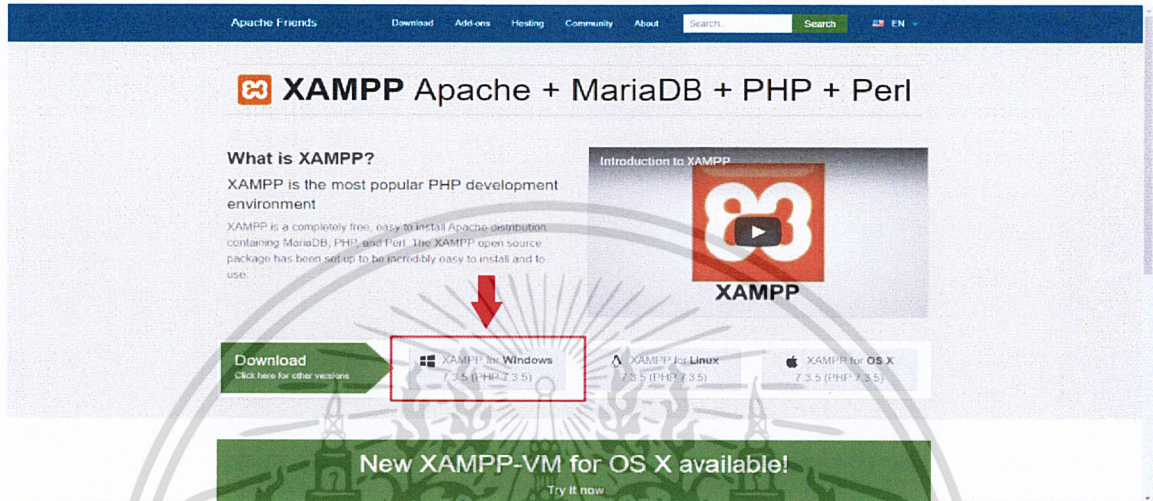 Apache Friends Download Add-ons Hosting Community About Search... Search EN
XAMPP Apache + MariaDB + PHP + Perl
What is XAMPP?
XAMPP is the most popular PHP development
environment
XAMPP is a completely free, easy to install Apache distribution
containing MariaDB, PHP, and Perl. The XAMPP open source
package has been set up to be incredibly easy to install and to
use.
Introduction to XAMPP
XAMPP
Download
Click here for other versions
XAMPP for Windows
7.3.5 (PHP 7.3.5)
XAMPP for Linux
7.3.5 (PHP 7.3.5)
XAMPP for OS X
7.3.5 (PHP 7.3.5)
New XAMPP-VM for OS X available!
Try it now